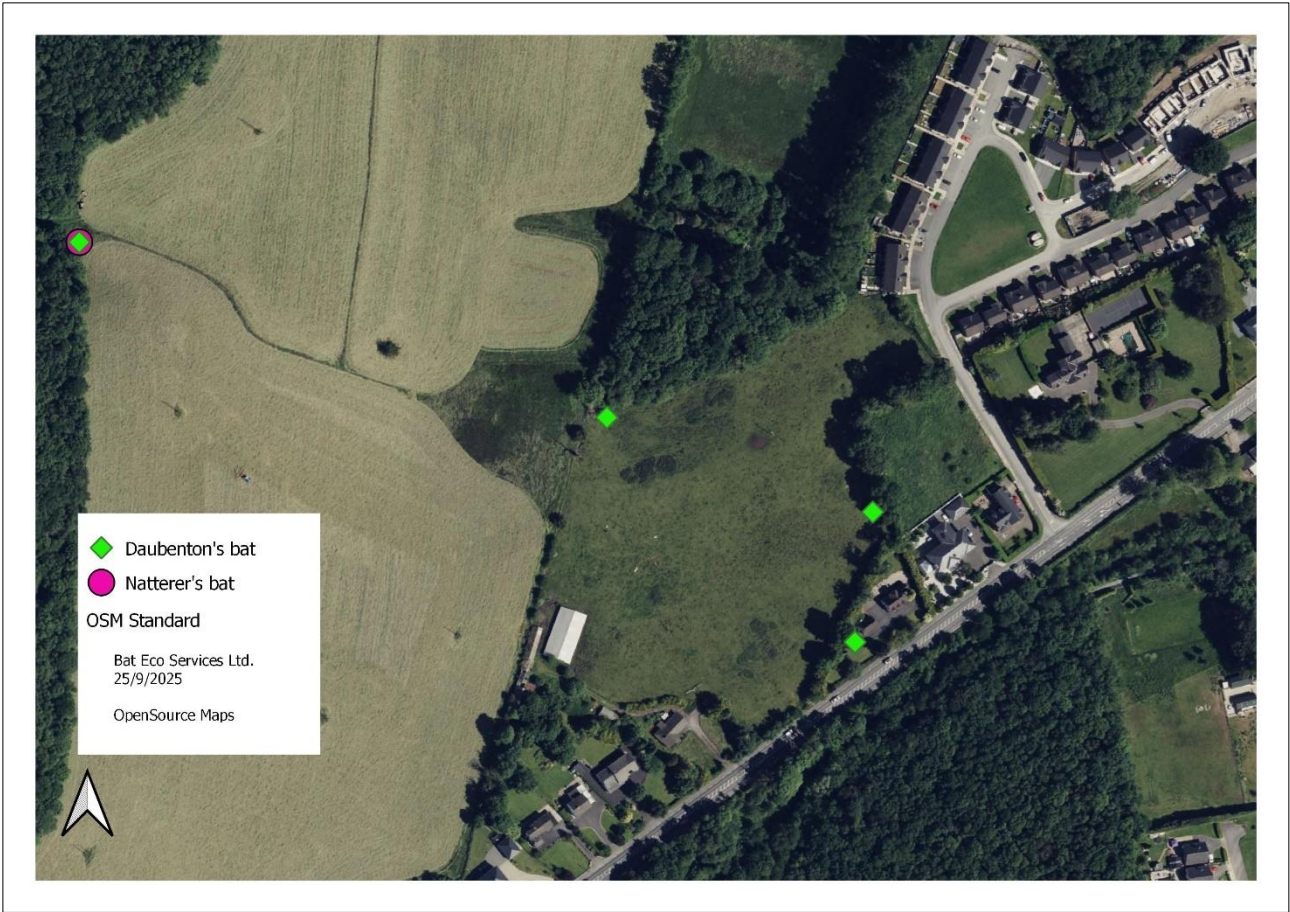 Daubenton's bat
Natterer's bat
OSM Standard
Bat Eco Services Ltd.
25/9/2025
OpenSource Maps